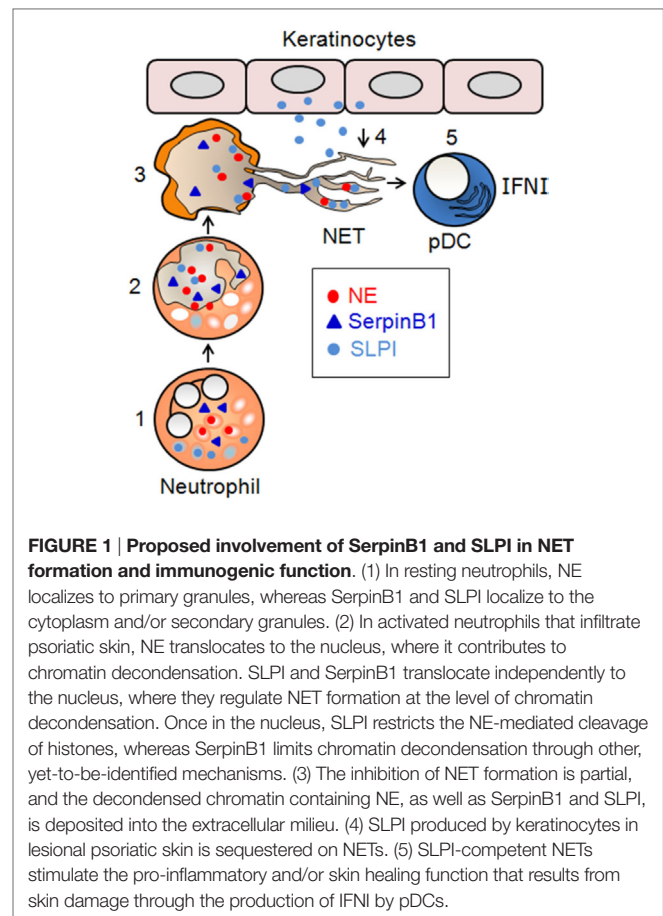 Keratinocytes
4
5
3
IFNI
NET
pDC
2
NE
SerpinB1
SLPI
1
Neutrophil
FIGURE 1 | Proposed involvement of SerpinB1 and SLPI in NET
formation and immunogenic function. (1) In resting neutrophils, NE
localizes to primary granules, whereas SerpinB1 and SLPI localize to the
cytoplasm and/or secondary granules. (2) In activated neutrophils that infiltrate
psoriatic skin, NE translocates to the nucleus, where it contributes to
chromatin decondensation. SLPI and SerpinB1 translocate independently to
the nucleus, where they regulate NET formation at the level of chromatin
decondensation. Once in the nucleus, SLPI restricts the NE-mediated cleavage
of histones, whereas SerpinB1 limits chromatin decondensation through other,
yet-to-be-identified mechanisms. (3) The inhibition of NET formation is partial,
and the decondensed chromatin containing NE, as well as SerpinB1 and SLPI,
is deposited into the extracellular milieu. (4) SLPI produced by keratinocytes in
lesional psoriatic skin is sequestered on NETs. (5) SLPI-competent NETs
stimulate the pro-inflammatory and/or skin healing function that results from
skin damage through the production of IFNI by pDCs.